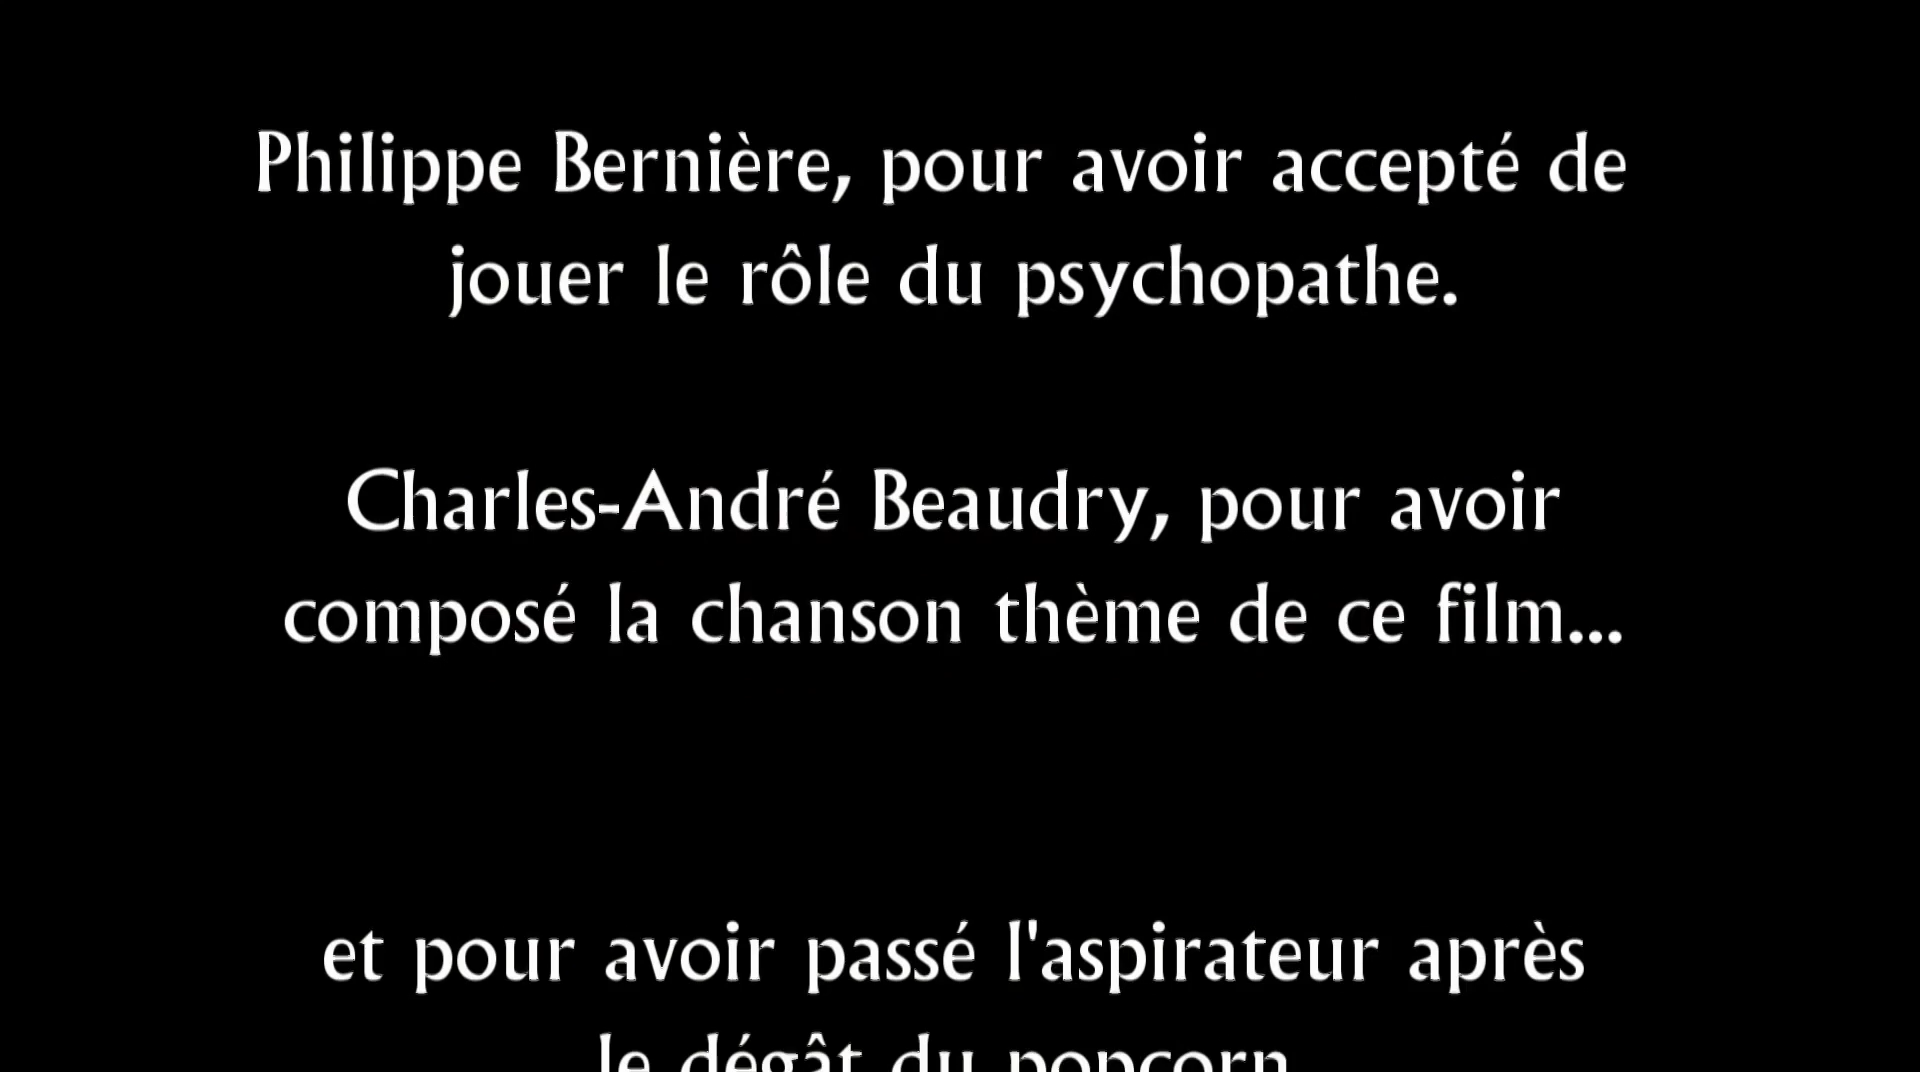 Philippe Bernière, pour avoir accepté de
jouer le rôle du psychopathe.
Charles-André Beaudry, pour avoir
composé la chanson thème de ce film...
et pour avoir passé l'aspirateur après
le dégât du popcorn